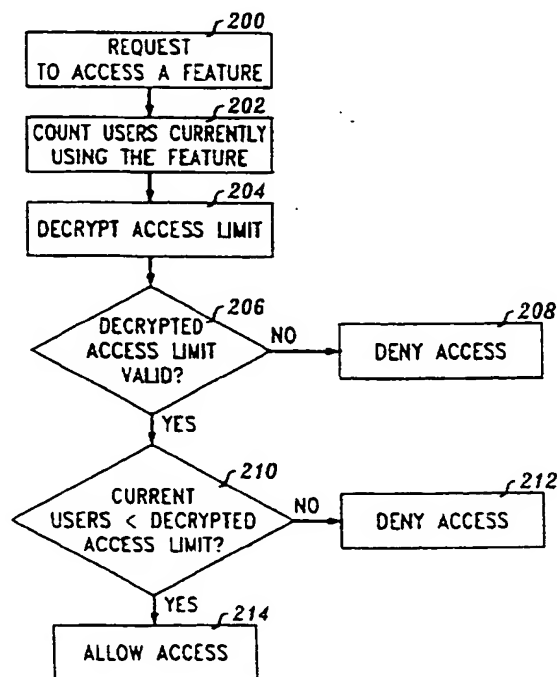 200
REQUEST
TO ACCESS A FEATURE
202
COUNT USERS CURRENTLY
USING THE FEATURE
204
DECRYPT ACCESS LIMIT
206
DECRYPTED
ACCESS LIMIT
VALID?
NO
208
DENY ACCESS
YES
210
CURRENT
USERS < DECRYPTED
ACCESS LIMIT?
NO
212
DENY ACCESS
YES
214
ALLOW ACCESS